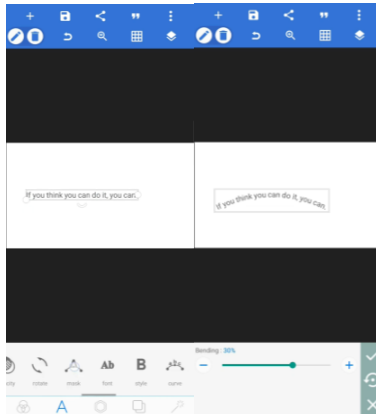 If you think you can do it, you can.
rotate
mask
Ab
font
B
style
curve
A
If you think you can do it, you can.
Bending : 30%